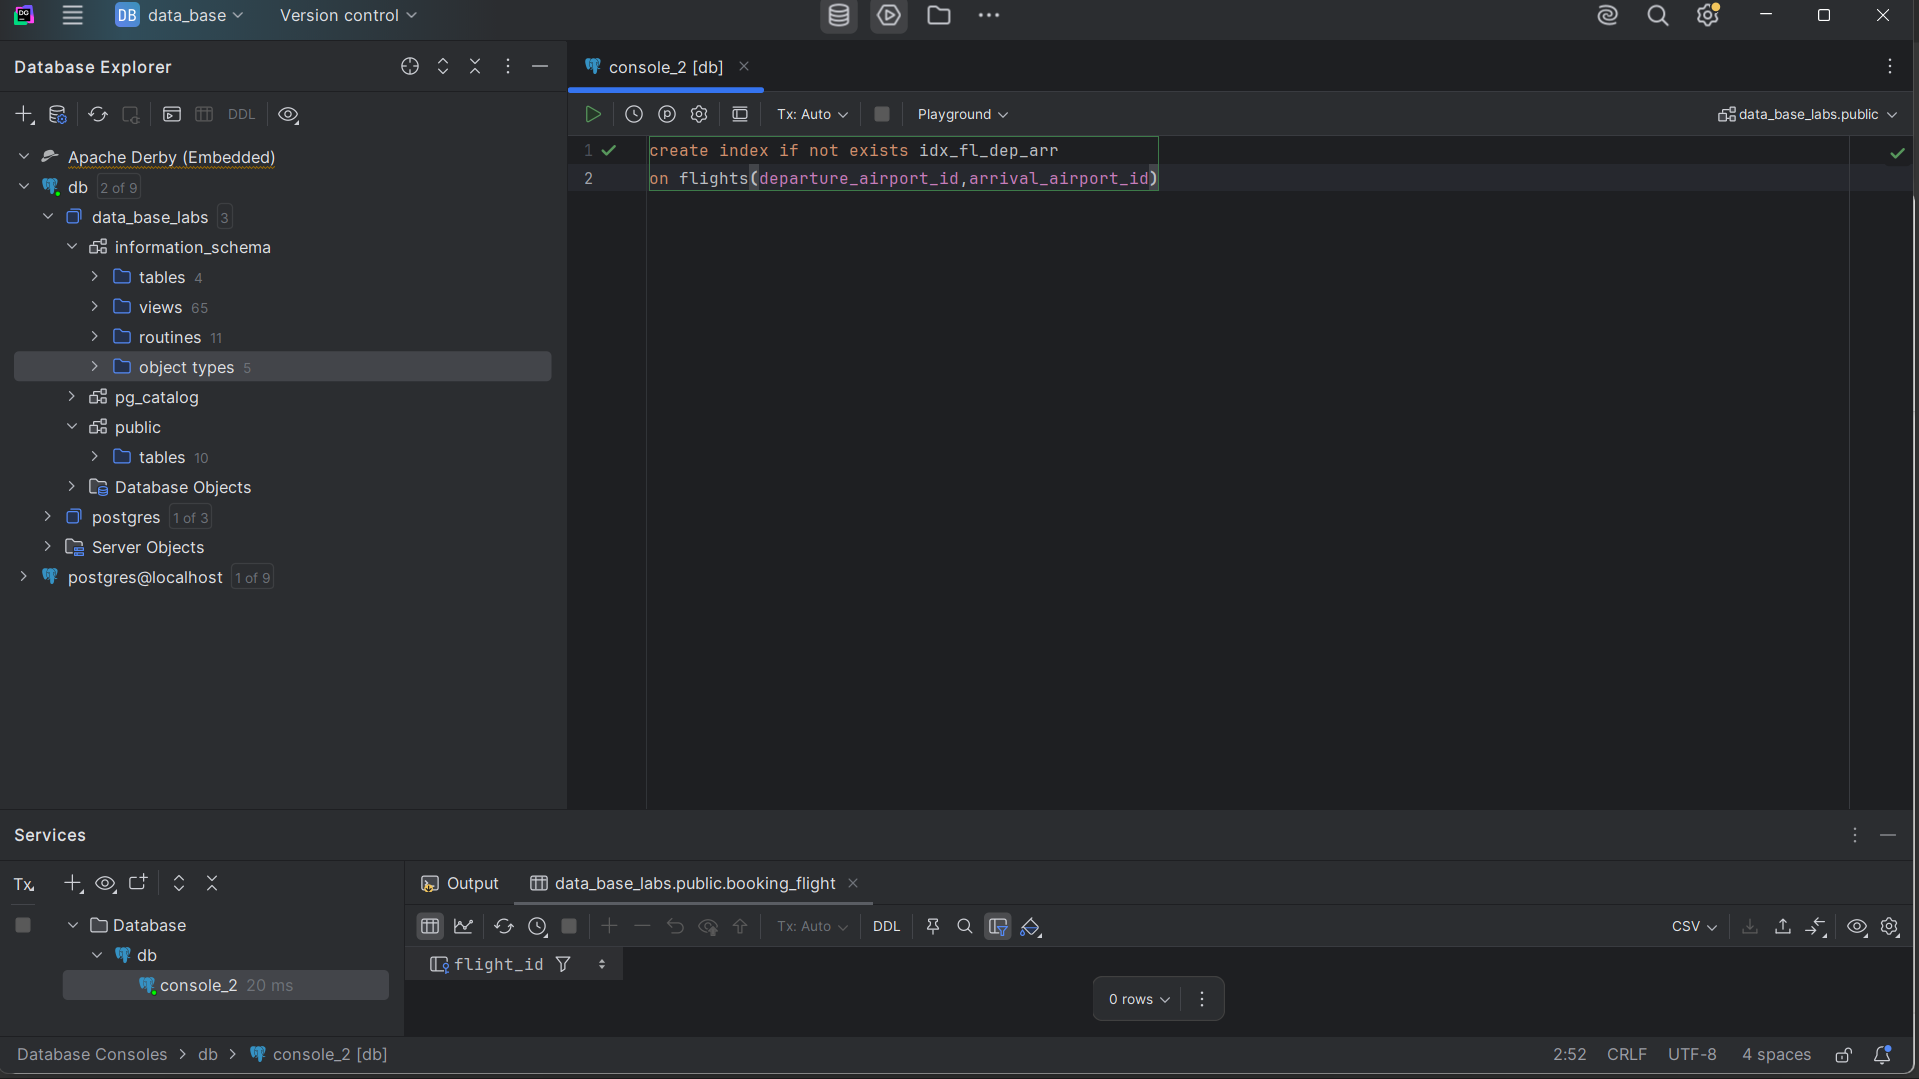 DB data_base Version control
Database Explorer
console_2 [db]
DDL
Tx: Auto Playground data_base_labs.public
Apache Derby (Embedded)
db 2 of 9
data_base_labs 3
information_schema
tables 4
views 65
routines 11
object types 5
pg_catalog
public
tables 10
Database Objects
postgres 1 of 3
Server Objects
postgres@localhost 1 of 9
1 create index if not exists idx_fl_dep_arr
2 on flights(departure_airport_id,arrival_airport_id)
Services
Tx
Database
db
console_2 20 ms
Output data_base_labs.public.booking_flight
Tx: Auto DDL CSV
flight_id
0 rows
Database Consoles > db > console_2 [db] 2:52 CRLF UTF-8 4 spaces